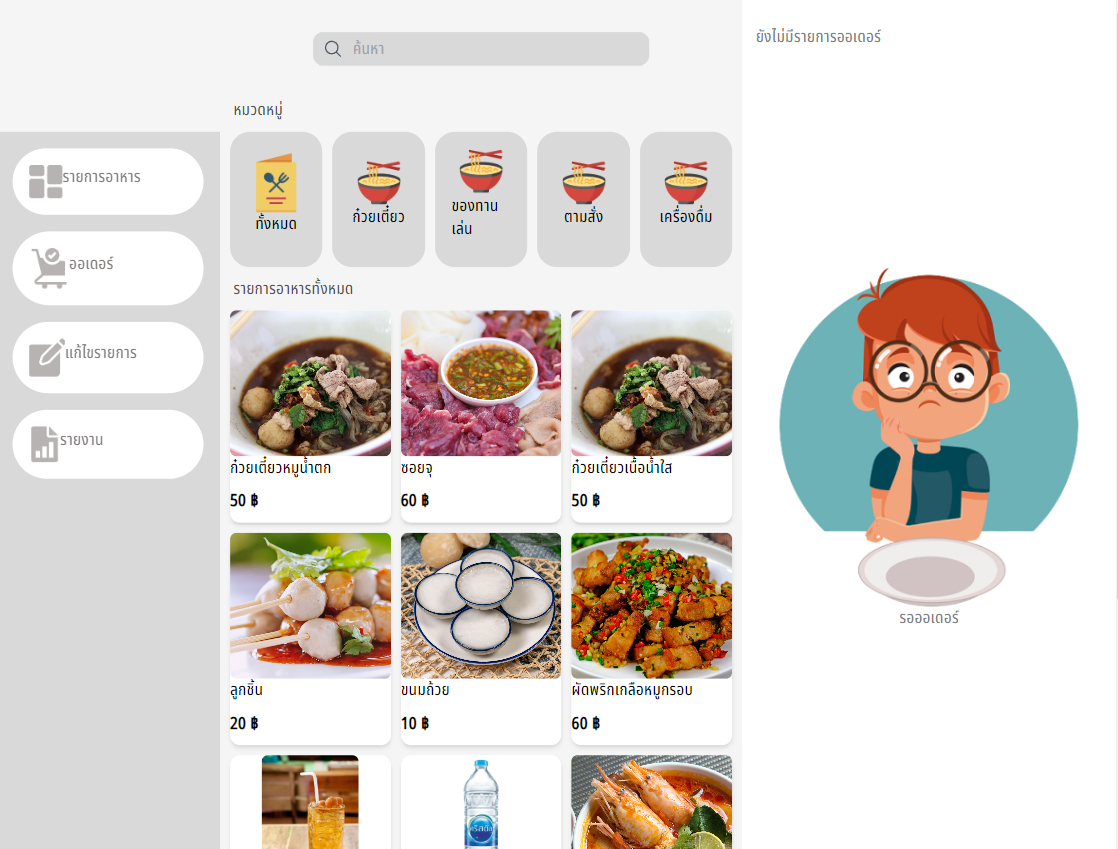 ค้นหา
ยังไม่มีรายการออเดอร์
หมวดหมู่
รายการอาหาร
ออเดอร์
แก้ไขรายการ
รายงาน
ทั้งหมด
ก๋วยเตี๋ยว
ของทาน
เล่น
ตามสั่ง
เครื่องดื่ม
รายการอาหารทั้งหมด
ก๋วยเตี๋ยวหมูน้ำตก
50 ฿
ซอยจุ
60 ฿
ก๋วยเตี๋ยวเนื้อน้ำใส
50 ฿
ลูกชิ้น
20 ฿
ขนมถ้วย
10 ฿
ผัดพริกเกลือหมูกรอบ
60 ฿
คริสตัล
รอออเดอร์